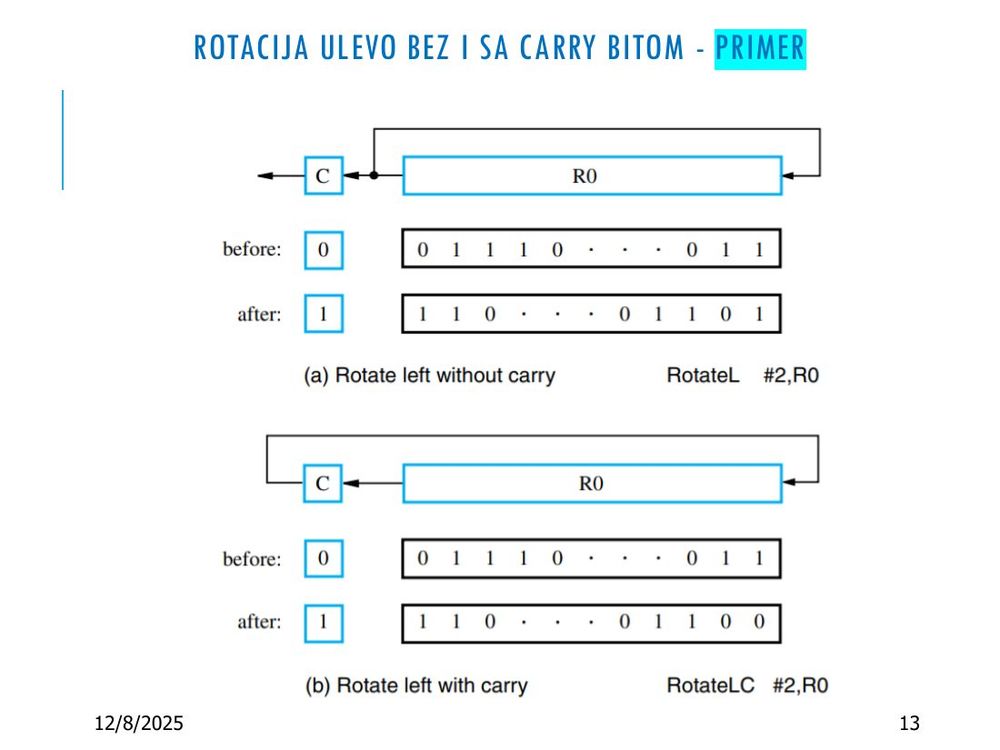 ROTACIJA ULEVO BEZ I SA CARRY BITOM - PRIMER
C R0
before: 0 0 1 1 1 0 · · · 0 1 1
after: 1 1 1 0 · · · 0 1 1 0 1
(a) Rotate left without carry RotateL #2,R0
C R0
before: 0 0 1 1 1 0 · · · 0 1 1
after: 1 1 1 0 · · · 0 1 1 0 0
(b) Rotate left with carry RotateLC #2,R0
12/8/2025 13